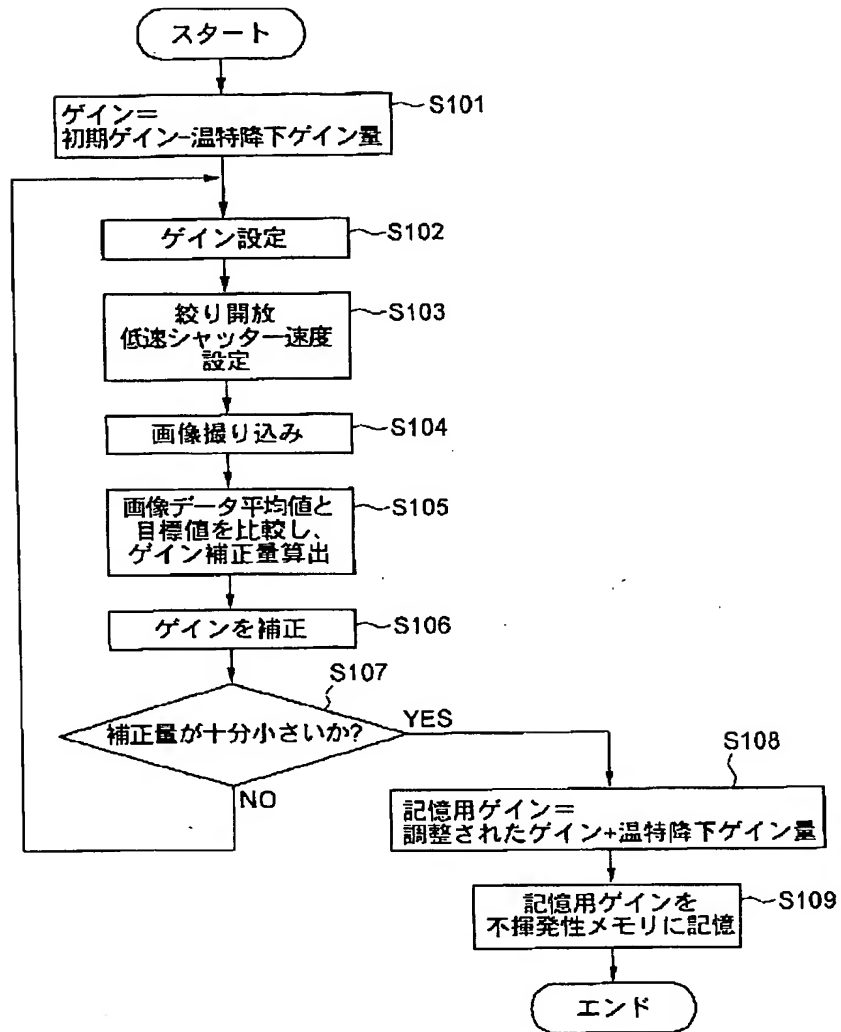 スタート
ゲイン=
初期ゲイン-温特降下ゲイン量
S101
ゲイン設定
S102
絞り開放
低速シャッター速度
設定
S103
画像撮り込み
S104
画像データ平均値と
目標値を比較し、
ゲイン補正量算出
S105
ゲインを補正
S106
S107
補正量が十分小さいか?
YES
NO
S108
記憶用ゲイン=
調整されたゲイン+温特降下ゲイン量
記憶用ゲインを
不揮発性メモリに記憶
S109
エンド